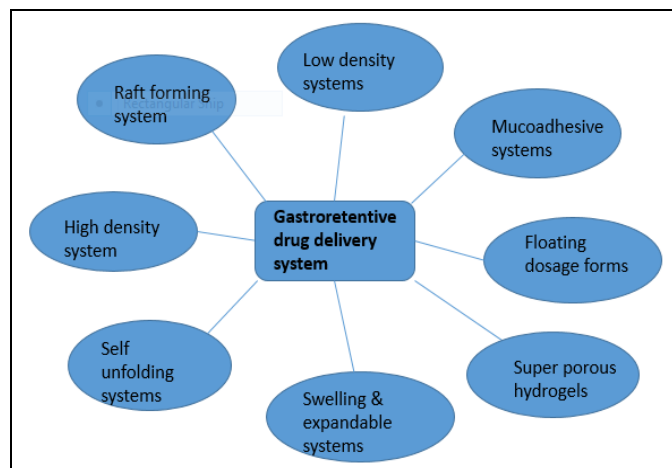 Low density
systems
Raft forming
system
Rectangular Snip
Mucoadhesive
systems
Gastroretentive
drug delivery
system
High density
system
Floating
dosage forms
Self
unfolding
systems
Super porous
hydrogels
Swelling &
expandable
systems